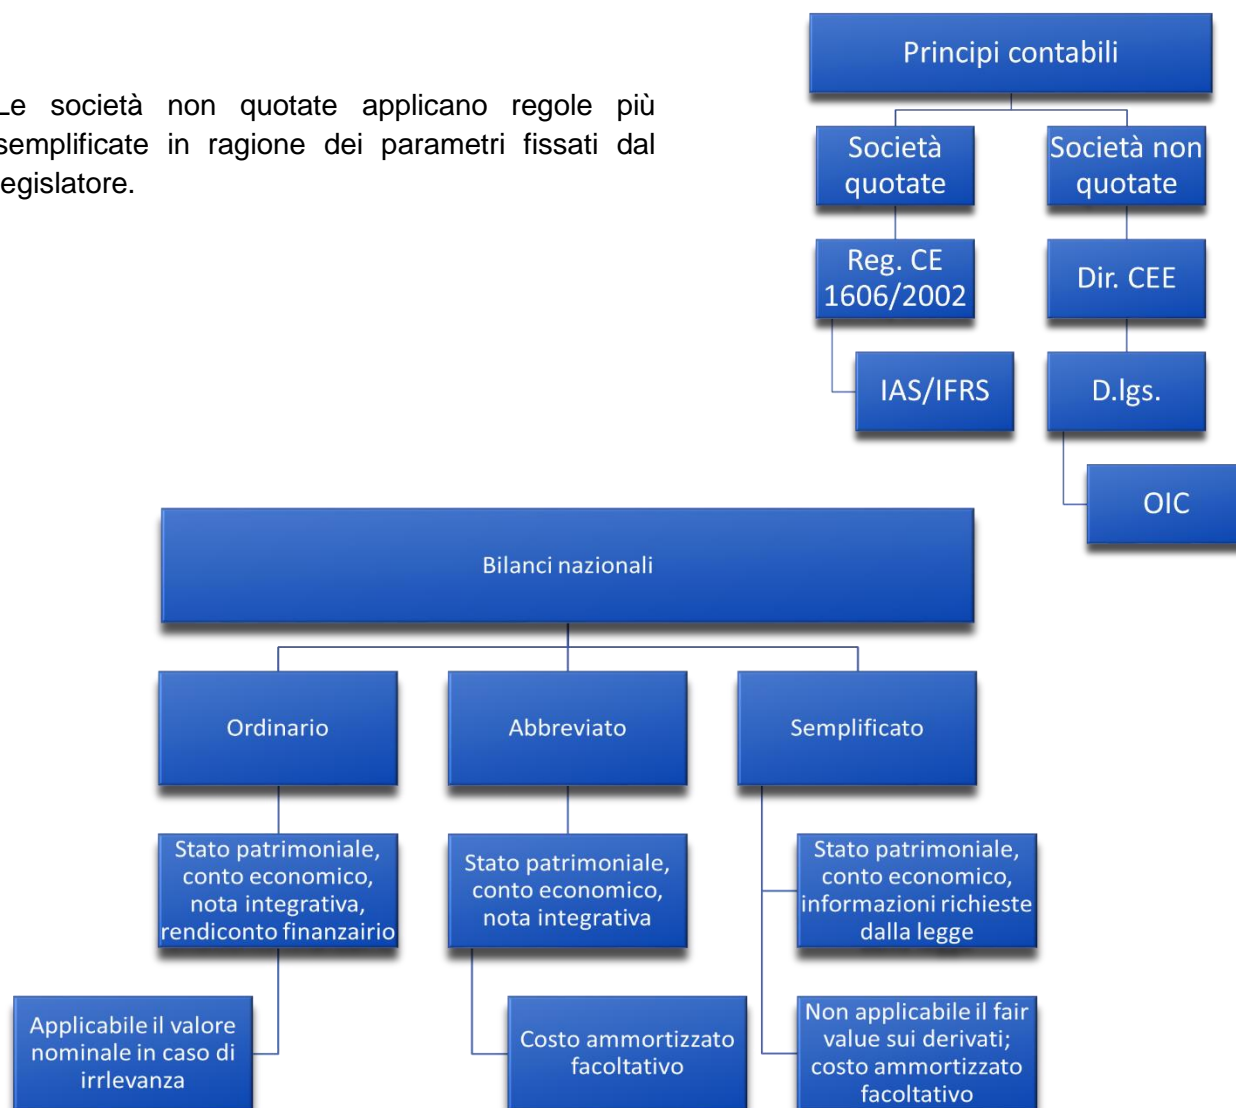 Le società non quotate applicano regole più
semplificate in ragione dei parametri fissati dal
legislatore.
Principi contabili
Società
quotate
Società non
quotate
Reg. CE
1606/2002
Dir. CEE
IAS/IFRS
D.lgs.
OIC
Bilanci nazionali
Ordinario
Abbreviato
Semplificato
Stato patrimoniale,
conto economico,
nota integrativa,
rendiconto finanzairio
Stato patrimoniale,
conto economico,
nota integrativa
Stato patrimoniale,
conto economico,
informazioni richieste
dalla legge
Applicabile il valore
nominale in caso di
irrlevanza
Costo ammortizzato
facoltativo
Non applicabile il fair
value sui derivati;
costo ammortizzato
facoltativo